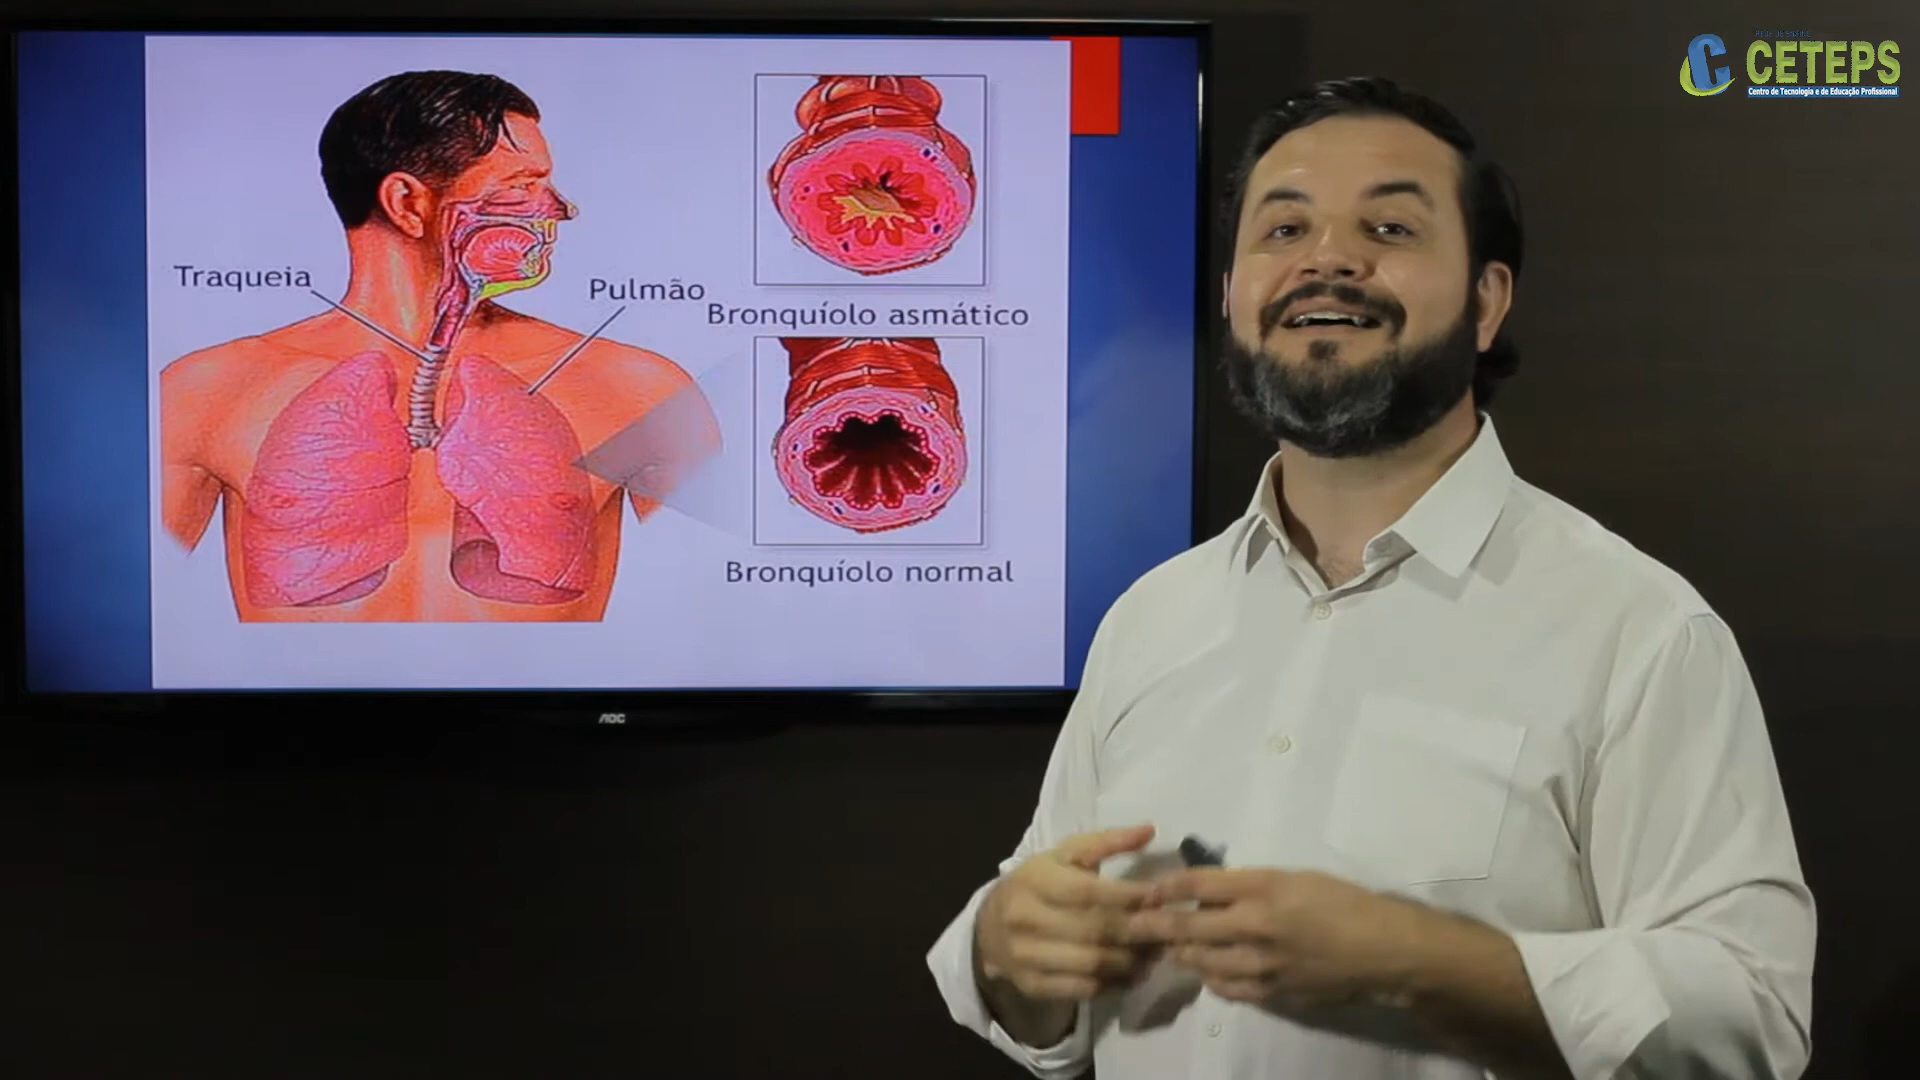 Traqueia
Pulmão
Bronquíolo asmático
Bronquíolo normal
AOC
CETEPS
Centro de Tecnologia e de Educação Profissional